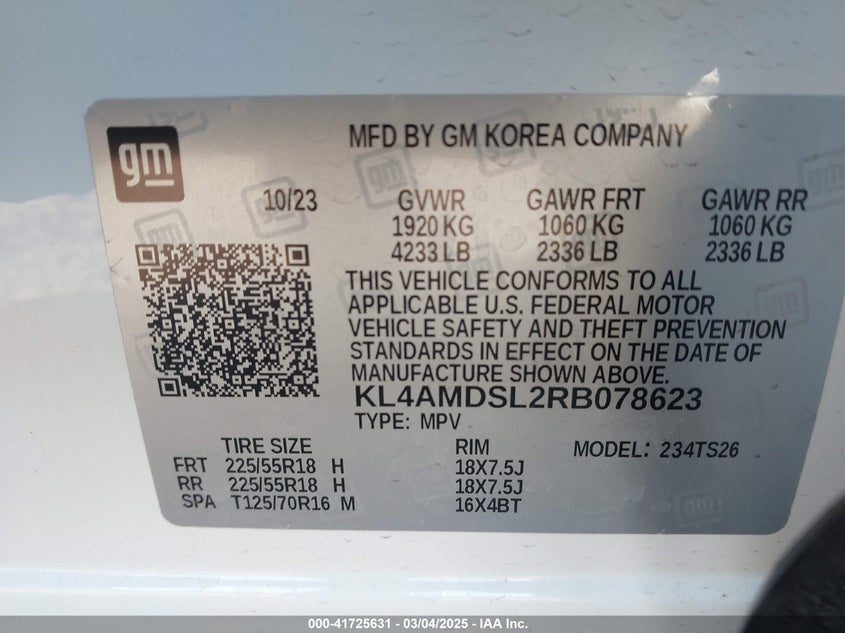 gm
MFD BY GM KOREA COMPANY
10/23 GVWR GAWR FRT GAWR RR
1920 KG 1060 KG 1060 KG
4233 LB 2336 LB 2336 LB
THIS VEHICLE CONFORMS TO ALL
APPLICABLE U.S. FEDERAL MOTOR
VEHICLE SAFETY AND THEFT PREVENTION
STANDARDS IN EFFECT ON THE DATE OF
MANUFACTURE SHOWN ABOVE.
KL4AMDSL2RB078623
TYPE: MPV
TIRE SIZE RIM MODEL: 234TS26
FRT 225/55R18 H 18X7.5J
RR 225/55R18 H 18X7.5J
SPA T125/70R16 M 16X4BT
000-41725631 - 03/04/2025 - IAA Inc.